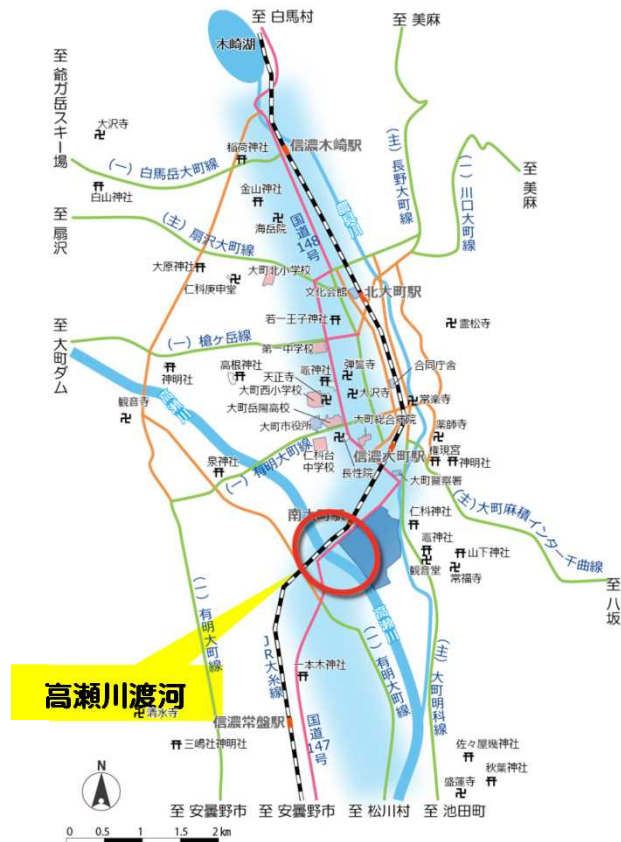 至 白馬村
木崎湖
至 美麻
至 爺ガ岳スキー場
大沢寺
稲荷神社
信濃木崎駅
(一) 白馬岳大町線
白山神社
金山神社
海岳院
国道148号
(主) 長野大町線
(一) 川口大町線
至 美麻
至 扇沢
(主) 扇沢大町線
大原神社
仁科庚申堂
大町北小学校
文化会館
北大町駅
若一王子神社
霊松寺
至 大町ダム
(一) 槍ヶ岳線
第一中学校
神明社
高根神社
竈神社
弾誓寺
合同庁舎
天正寺
大町西小学校
大沢寺
常楽寺
観音寺
高瀬川
大町岳陽高校
大町市役所
大町総合病院
薬師寺
権現宮
神明社
泉神社
(一) 有明大町線
仁科台中学校
長性院
信濃大町駅
大町警察署
(主) 大町麻績インター千曲線
南大町駅
仁科神社
竈神社
山下神社
観音堂
常福寺
至 八坂
(一) 有明大町線
JR大糸線
一本木神社
高瀬川
(一) 有明大町線
(主) 大町明科線
高瀬川渡河
清水寺
信濃常盤駅
国道147号
三嶋社神明社
佐々屋幾神社
秋葉神社
盛蓮寺
N
至 安曇野市
至 安曇野市
至 松川村
至 池田町
0 0.5 1 1.5 2 km